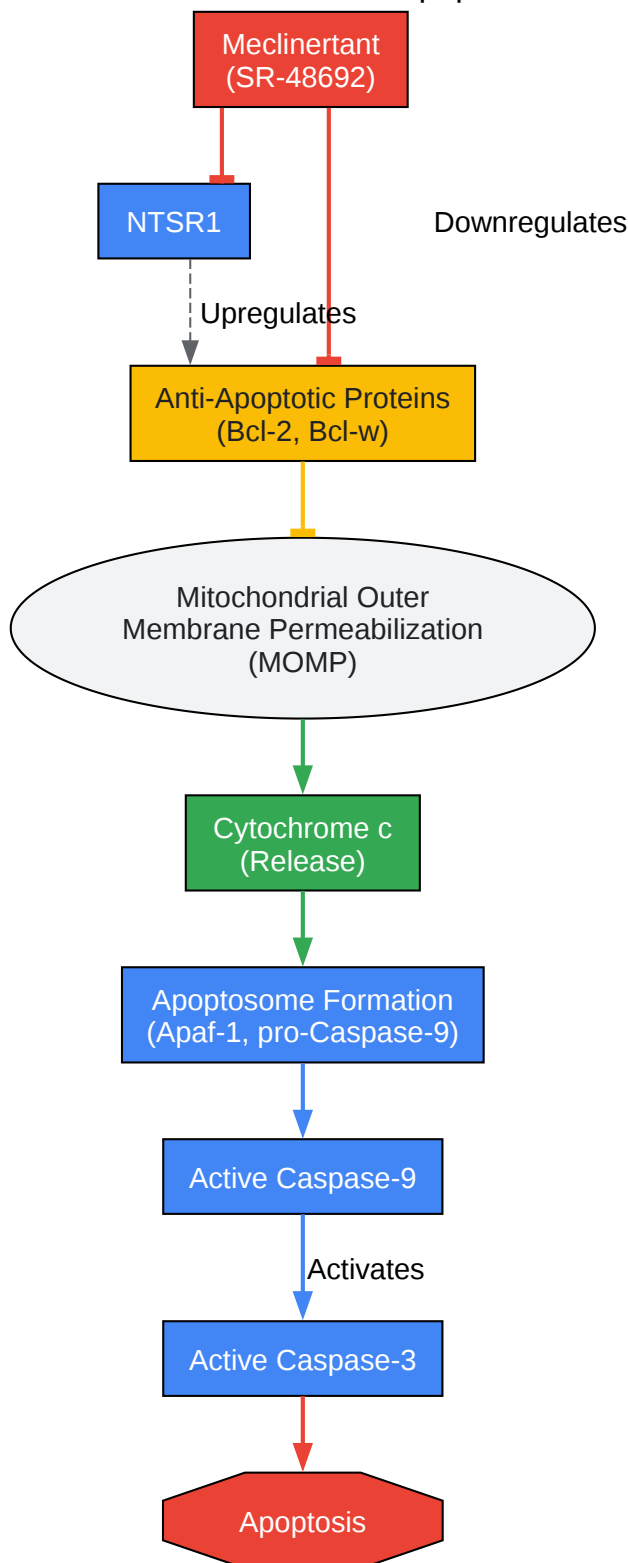 Meclinertant
(SR-48692)
NTSR1
Downregulates
Upregulates
Anti-Apoptotic Proteins
(Bcl-2, Bcl-w)
Mitochondrial Outer
Membrane Permeabilization
(MOMP)
Cytochrome c
(Release)
Apoptosome Formation
(Apaf-1, pro-Caspase-9)
Active Caspase-9
Activates
Active Caspase-3
Apoptosis